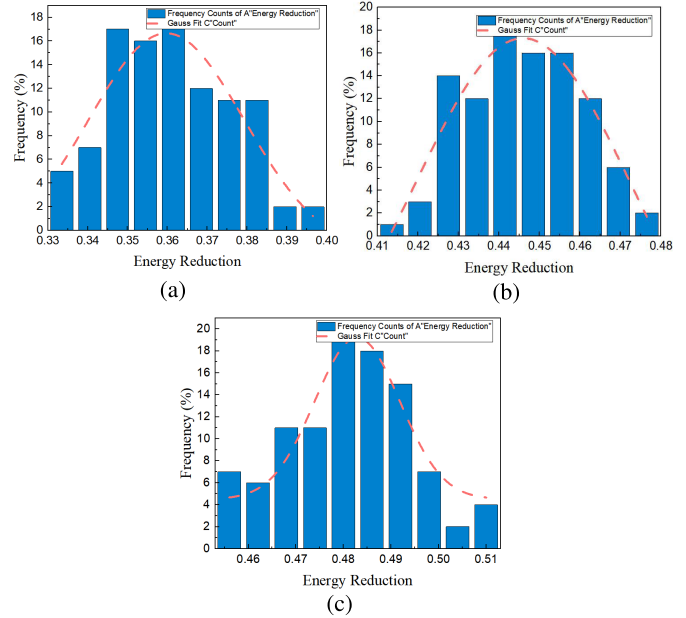 Frequency Counts of A"Energy Reduction"
Gauss Fit C"Count"
18
16
14
12
10
8
6
4
2
0
Frequency (%)
0.33 0.34 0.35 0.36 0.37 0.38 0.39 0.40
Energy Reduction
(a)
Frequency Counts of A"Energy Reduction"
Gauss Fit C"Count"
20
18
16
14
12
10
8
6
4
2
0
Frequency (%)
0.41 0.42 0.43 0.44 0.45 0.46 0.47 0.48
Energy Reduction
(b)
Frequency Counts of A"Energy Reduction"
Gauss Fit C"Count"
20
18
16
14
12
10
8
6
4
2
0
Frequency (%)
0.46 0.47 0.48 0.49 0.50 0.51
Energy Reduction
(c)